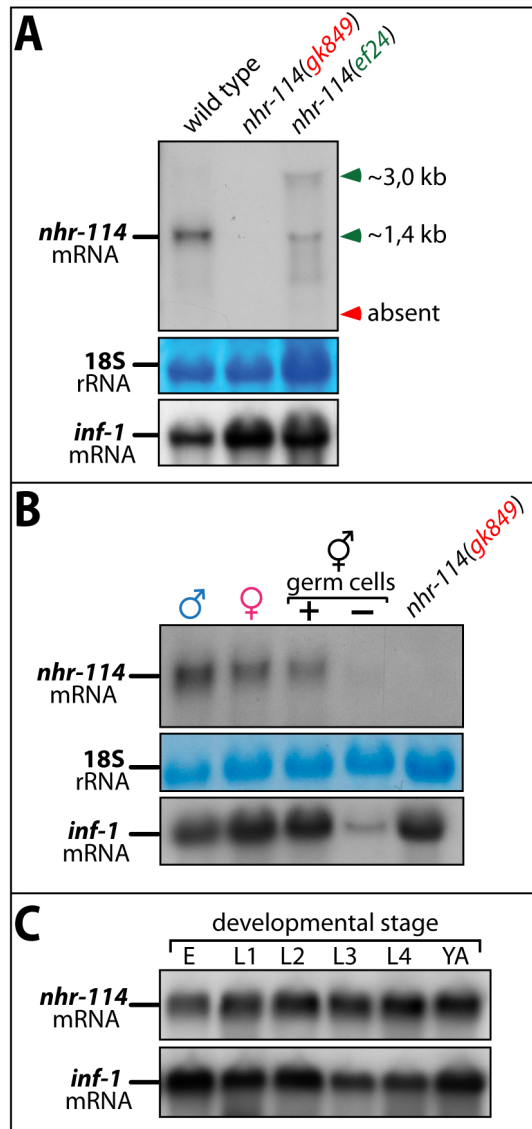 A
wild type
nhr-114(gk849)
nhr-114(ef24)
~3,0 kb
nhr-114
mRNA
~1,4 kb
absent
18S
rRNA
inf-1
mRNA
B
⚥
germ cells
♂ ♀ + −
nhr-114(gk849)
nhr-114
mRNA
18S
rRNA
inf-1
mRNA
C
developmental stage
E L1 L2 L3 L4 YA
nhr-114
mRNA
inf-1
mRNA